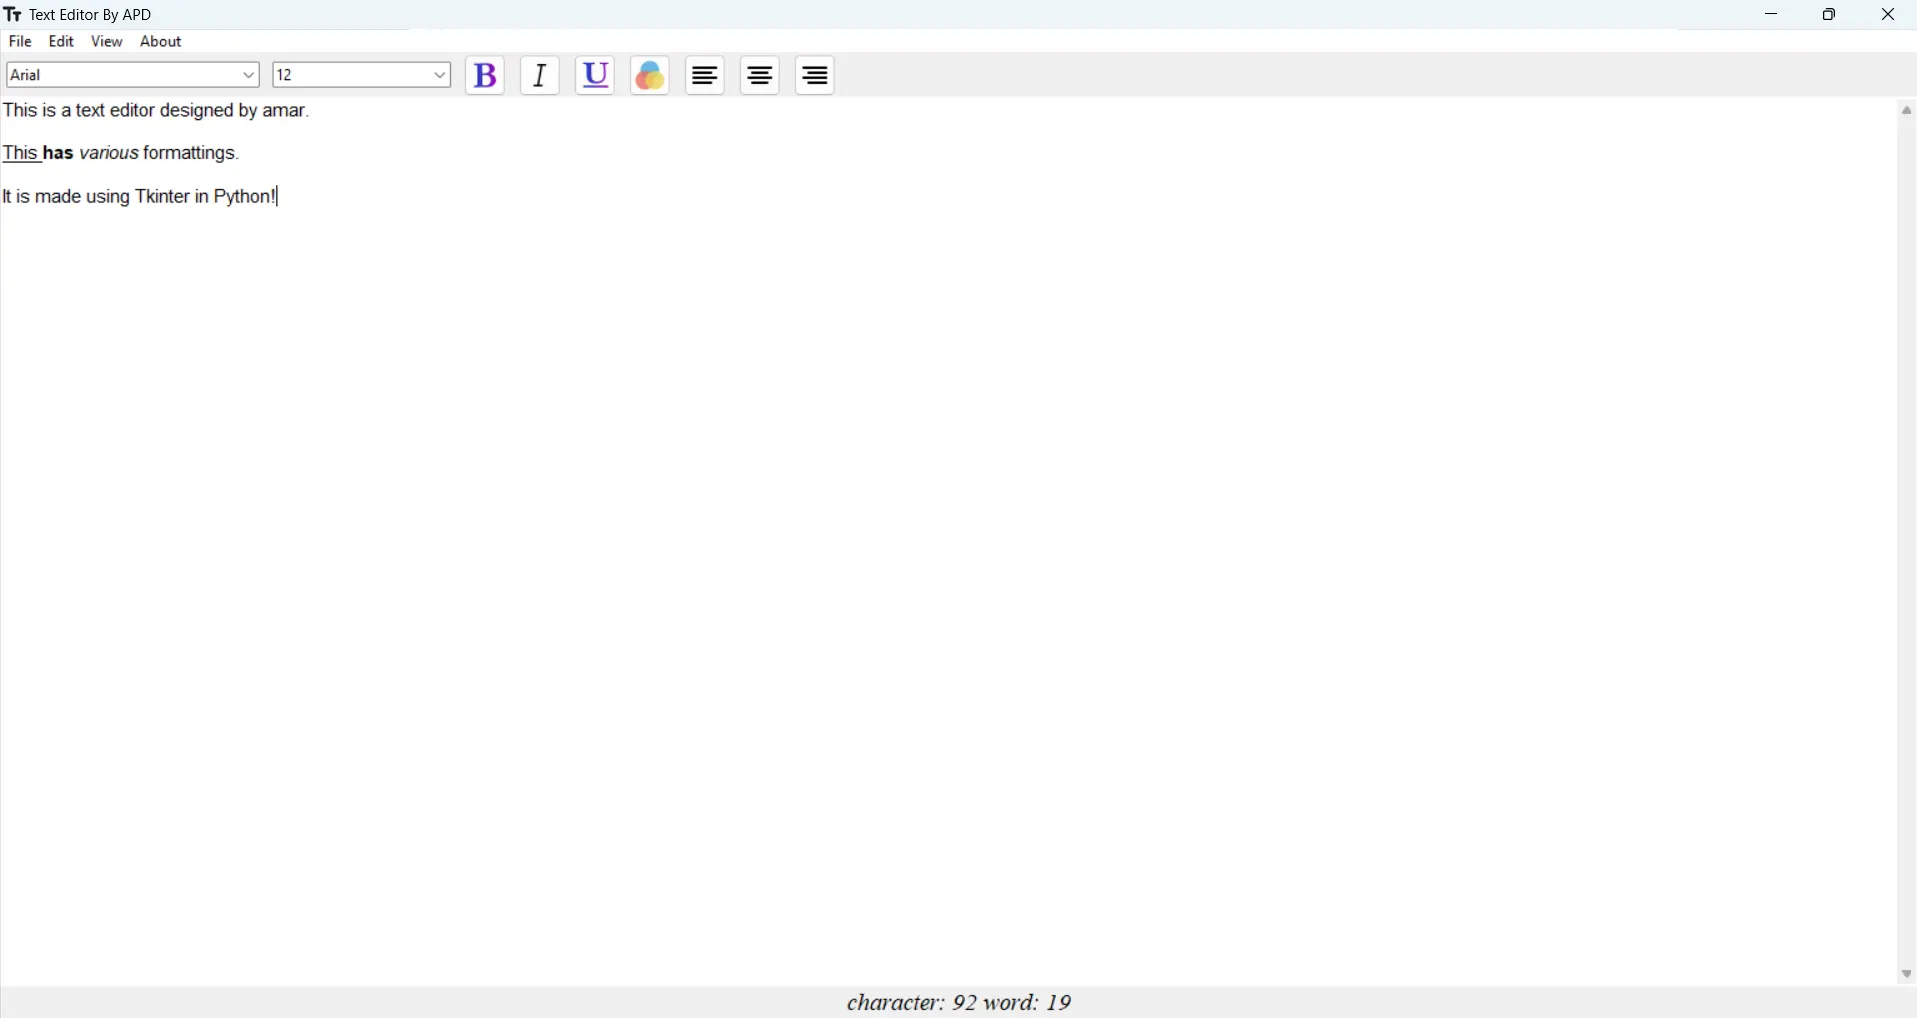 Text Editor By APD
File Edit View About
Arial 12 B I U
This is a text editor designed by amar.
This has various formattings.
It is made using Tkinter in Python!
character: 92 word: 19